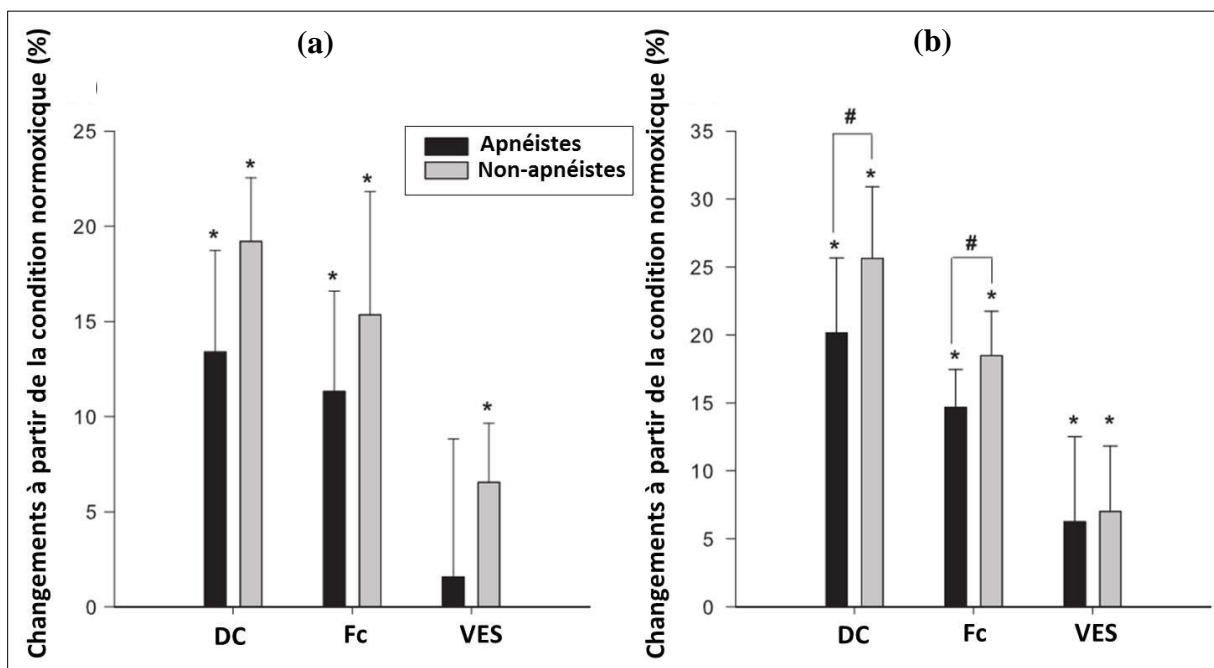 (a)
Changements à partir de la condition normoxicque (%)
25
20
15
10
5
0
*
*
*
*
*
Apnéistes
Non-apnéistes
DC
Fc
VES
(b)
Changements à partir de la condition normoxicque (%)
35
30
25
20
15
10
5
0
#
*
*
#
*
*
*
*
DC
Fc
VES